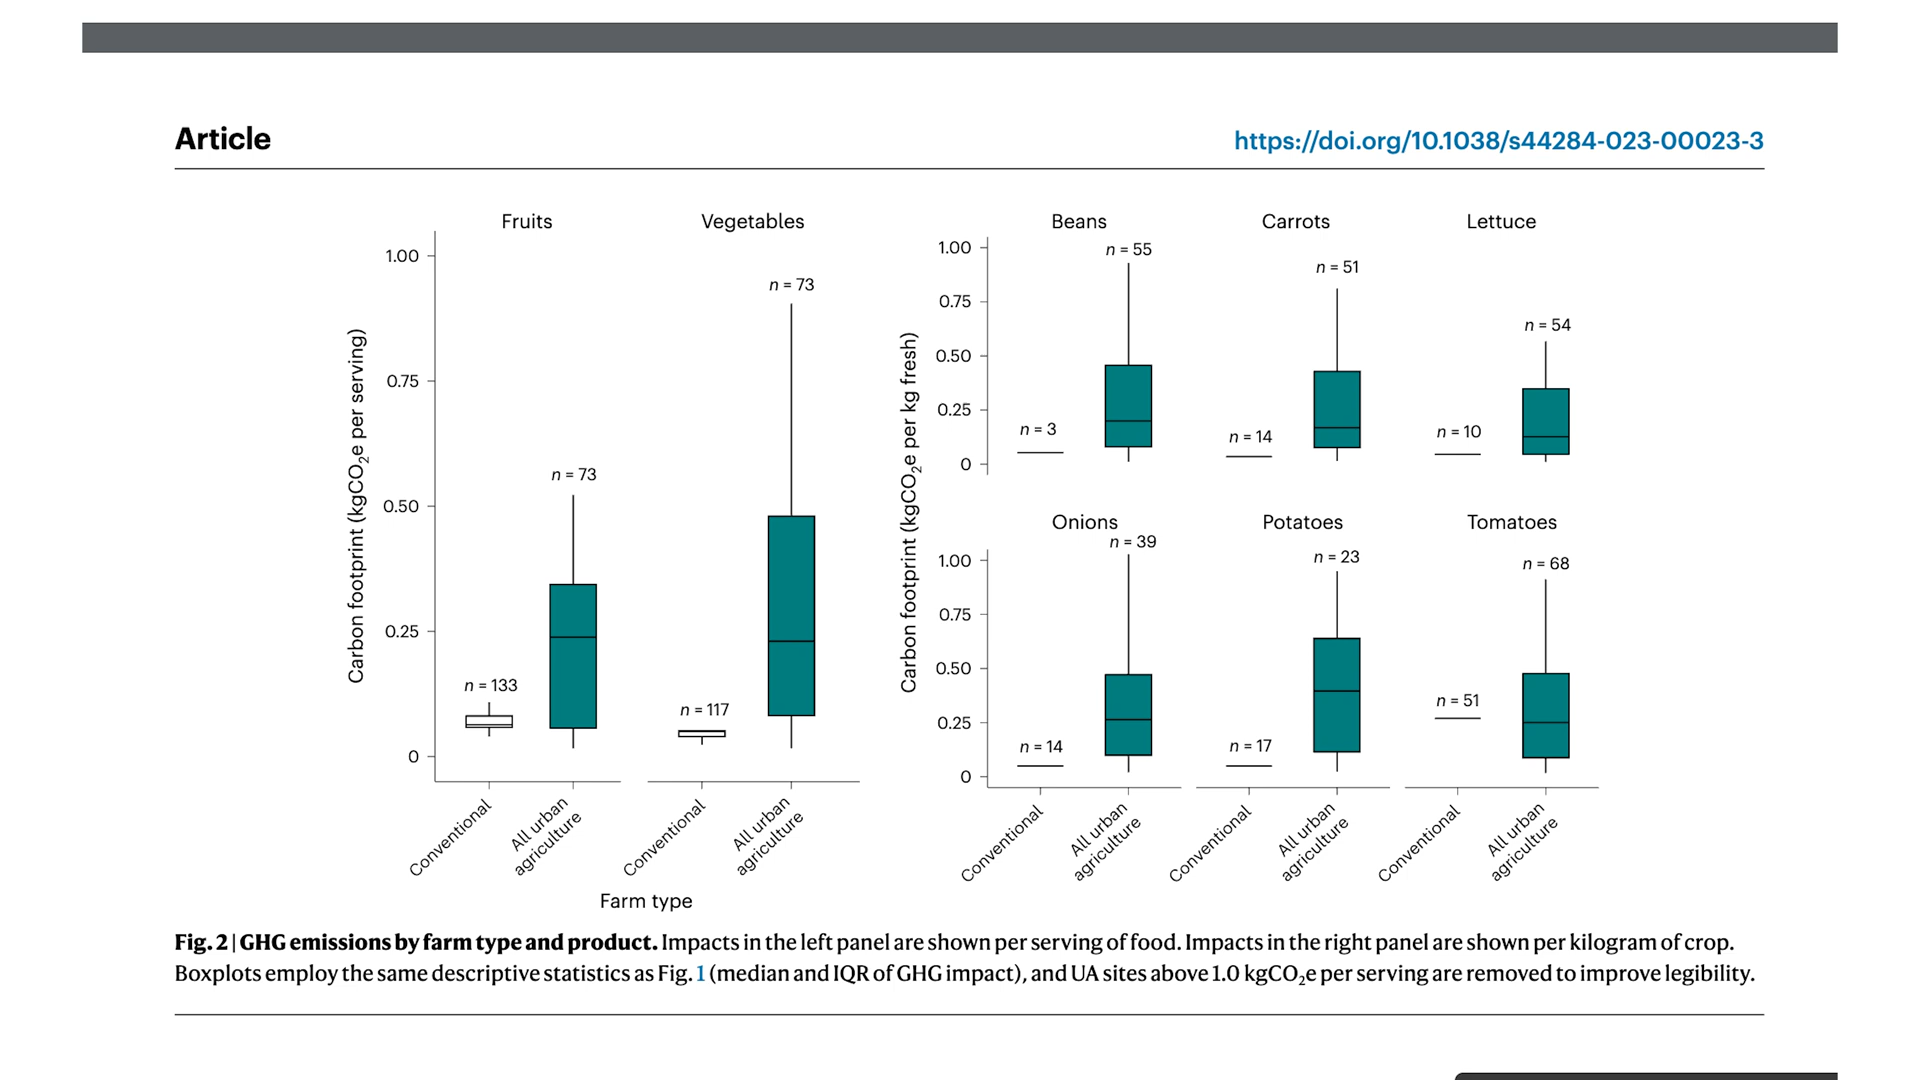 Article
https://doi.org/10.1038/s44284-023-00023-3
Fruits
Vegetables
Carbon footprint (kgCO2e per serving)
1.00
0.75
0.50
0.25
0
n = 133
n = 73
n = 117
n = 73
Conventional
All urban
agriculture
Conventional
All urban
agriculture
Farm type
Carbon footprint (kgCO2e per kg fresh)
Beans
Carrots
Lettuce
1.00
0.75
0.50
0.25
0
n = 3
n = 55
n = 14
n = 51
n = 10
n = 54
Onions
Potatoes
Tomatoes
1.00
0.75
0.50
0.25
0
n = 14
n = 39
n = 17
n = 23
n = 51
n = 68
Conventional
All urban
agriculture
Conventional
All urban
agriculture
Conventional
All urban
agriculture
Fig. 2 | GHG emissions by farm type and product. Impacts in the left panel are shown per serving of food. Impacts in the right panel are shown per kilogram of crop.
Boxplots employ the same descriptive statistics as Fig. 1 (median and IQR of GHG impact), and UA sites above 1.0 kgCO2e per serving are removed to improve legibility.